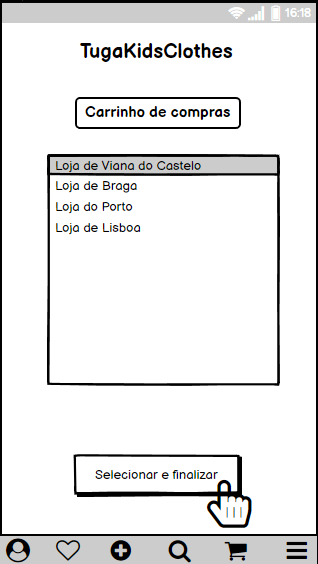 16:18
TugaKidsClothes
Carrinho de compras
Loja de Viana do Castelo
Loja de Braga
Loja do Porto
Loja de Lisboa
Selecionar e finalizar